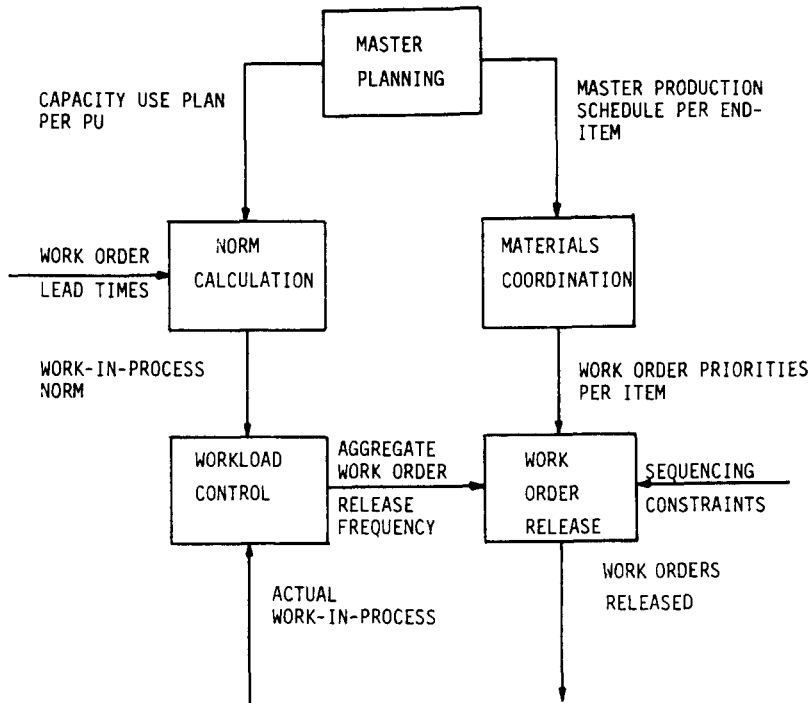 MASTER
PLANNING
CAPACITY USE PLAN
PER PU
MASTER PRODUCTION
SCHEDULE PER END-
ITEM
WORK ORDER
LEAD TIMES
NORM
CALCULATION
MATERIALS
COORDINATION
WORK-IN-PROCESS
NORM
WORK ORDER PRIORITIES
PER ITEM
WORKLOAD
CONTROL
AGGREGATE
WORK ORDER
RELEASE
FREQUENCY
WORK
ORDER
RELEASE
SEQUENCING
CONSTRAINTS
ACTUAL
WORK-IN-PROCESS
WORK ORDERS
RELEASED